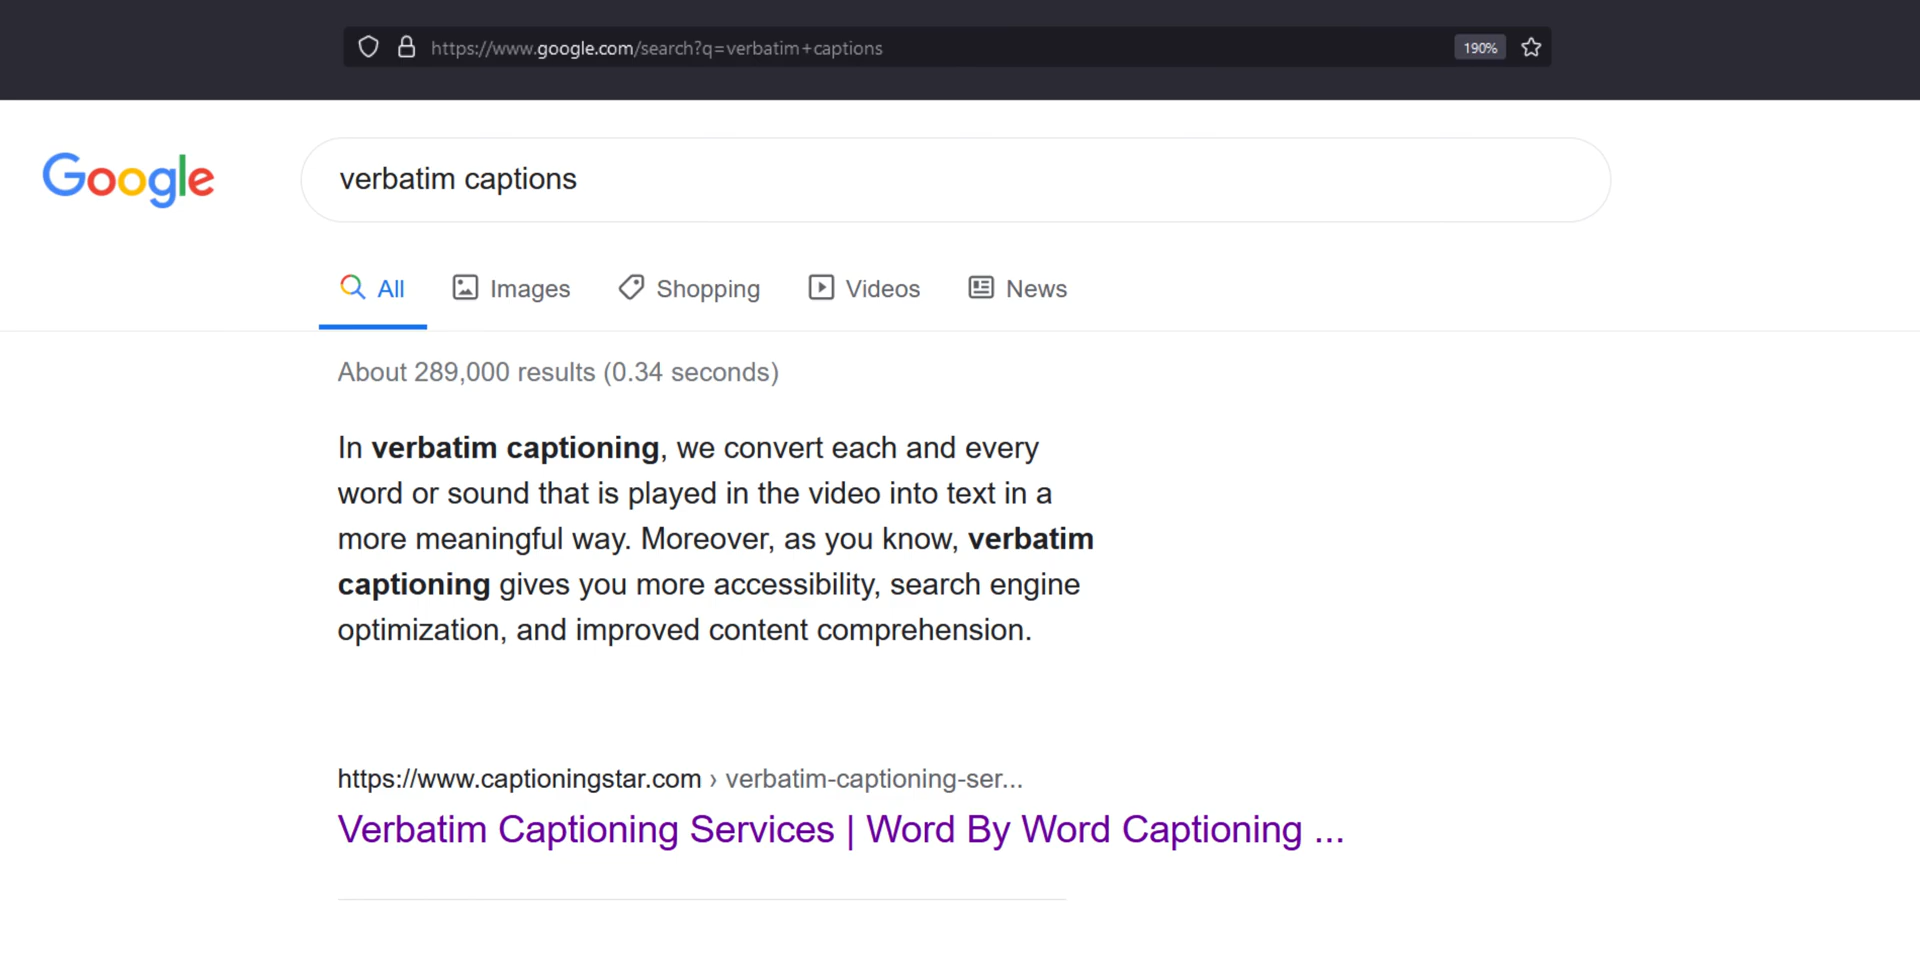 https://www.google.com/search?q=verbatim+captions
190%
Google
verbatim captions
All Images Shopping Videos News
About 289,000 results (0.34 seconds)
In verbatim captioning, we convert each and every
word or sound that is played in the video into text in a
more meaningful way. Moreover, as you know, verbatim
captioning gives you more accessibility, search engine
optimization, and improved content comprehension.
https://www.captioningstar.com › verbatim-captioning-ser...
Verbatim Captioning Services | Word By Word Captioning ...